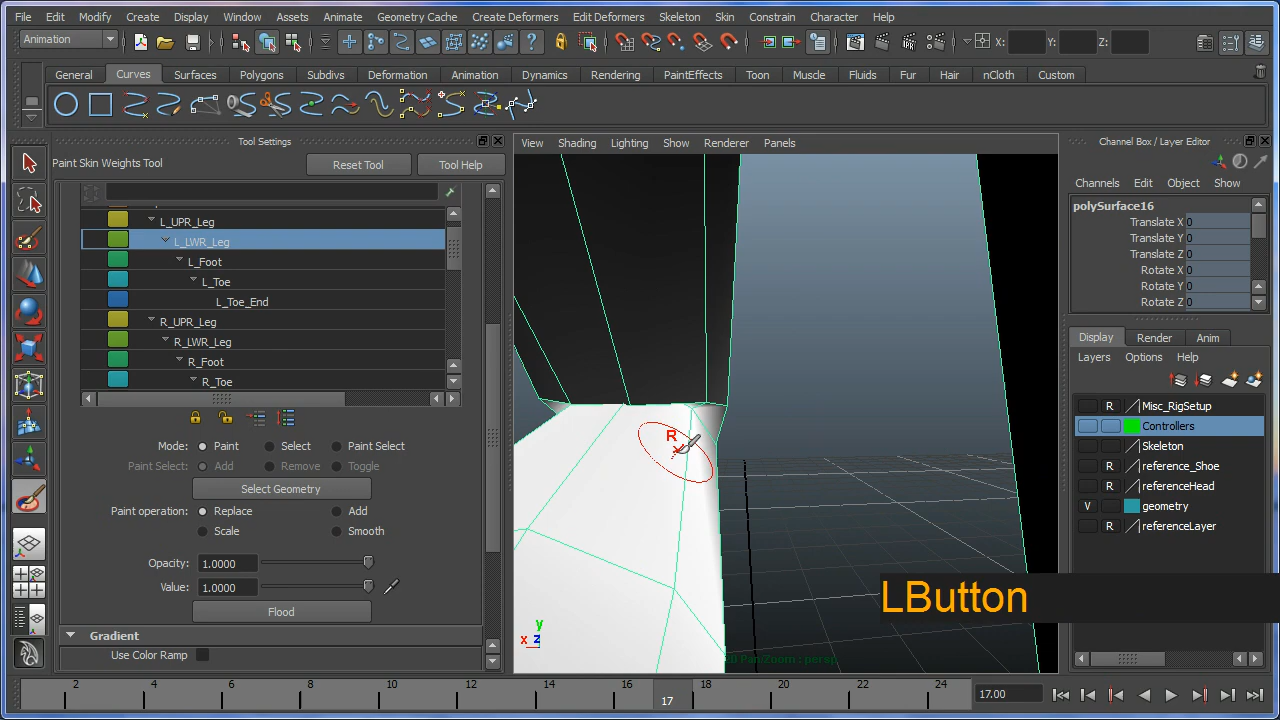 File Edit Modify Create Display Window Assets Animate Geometry Cache Create Deformers Edit Deformers Skeleton Skin Constrain Character Help
Animation X: Y: Z:
General Curves Surfaces Polygons Subdivs Deformation Animation Dynamics Rendering PaintEffects Toon Muscle Fluids Fur Hair nCloth Custom
Tool Settings
Paint Skin Weights Tool Reset Tool Tool Help
L_UPR_Leg
L_LWR_Leg
L_Foot
L_Toe
L_Toe_End
R_UPR_Leg
R_LWR_Leg
R_Foot
R_Toe
Mode: Paint Select Paint Select
Paint Select: Add Remove Toggle
Select Geometry
Paint operation: Replace Add
Scale Smooth
Opacity: 1.0000
Value: 1.0000
Flood
Gradient
Use Color Ramp
View Shading Lighting Show Renderer Panels
R
y
x z
2D Pan/Zoom : persp
LButton
Channel Box / Layer Editor
Channels Edit Object Show
polySurface16
Translate X 0
Translate Y 0
Translate Z 0
Rotate X 0
Rotate Y 0
Rotate Z 0
Display Render Anim
Layers Options Help
R Misc_RigSetup
Controllers
Skeleton
R reference_Shoe
R referenceHead
V geometry
R referenceLayer
2 4 6 8 10 12 14 16 17 18 20 22 24 17.00